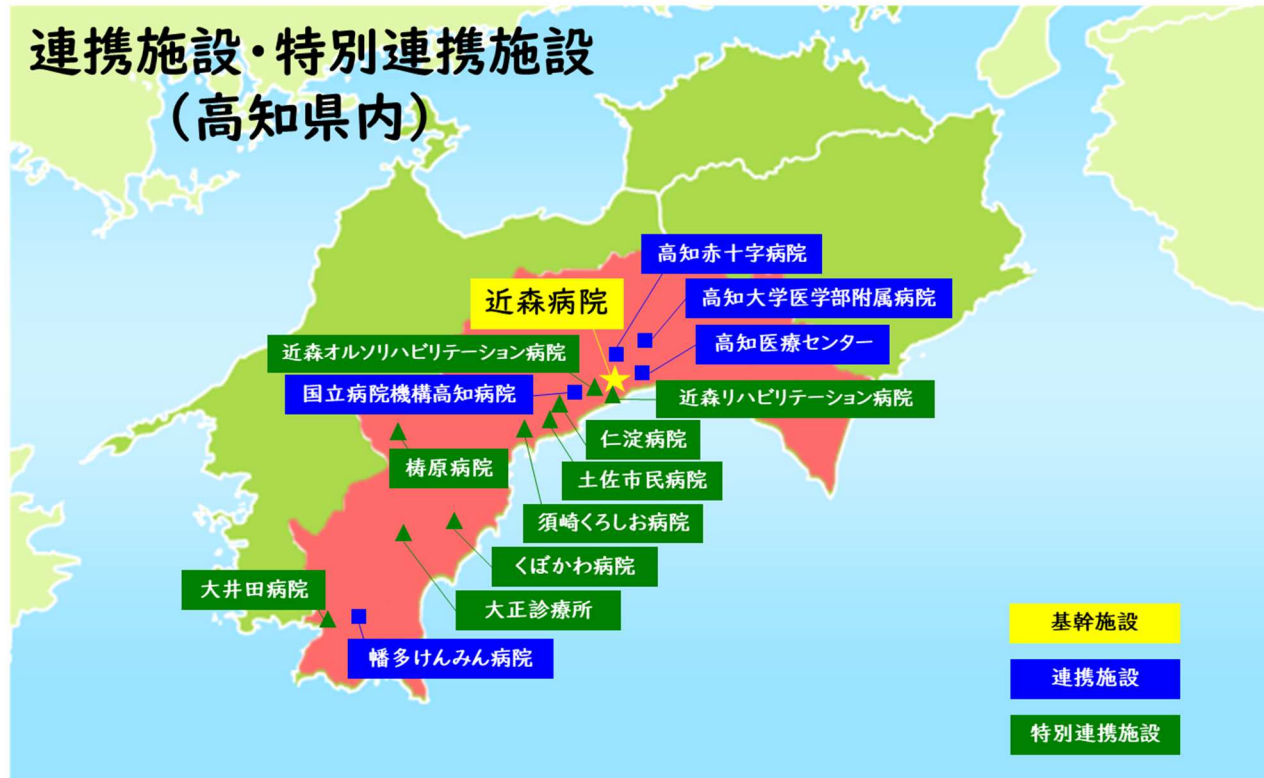 連携施設・特別連携施設
(高知県内)
高知赤十字病院
近森病院
高知大学医学部附属病院
高知医療センター
近森オルソリハビリテーション病院
国立病院機構高知病院
近森リハビリテーション病院
仁淀病院
梼原病院
土佐市民病院
須崎くろしお病院
くぼかわ病院
大井田病院
大正診療所
幡多けんみん病院
基幹施設
連携施設
特別連携施設